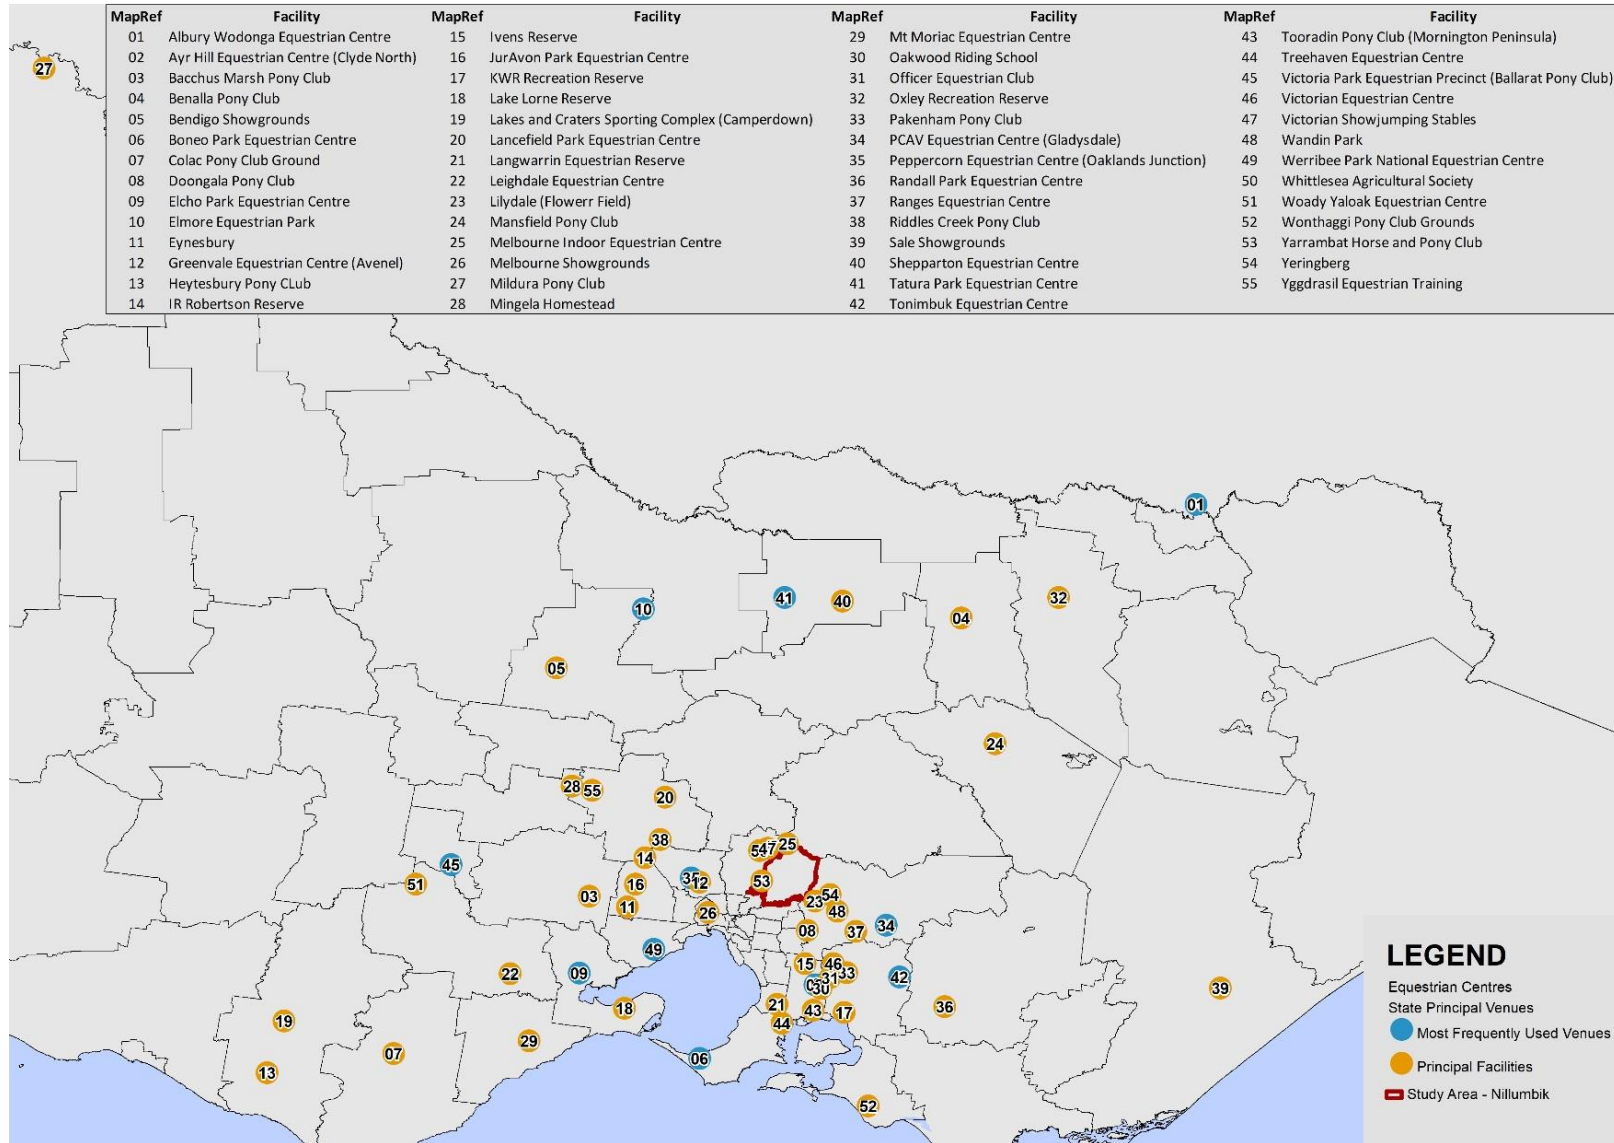 MapRef Facility MapRef Facility MapRef Facility MapRef Facility
01 Albury Wodonga Equestrian Centre 15 Ivens Reserve 29 Mt Moriac Equestrian Centre 43 Tooradin Pony Club (Mornington Peninsula)
02 Ayr Hill Equestrian Centre (Clyde North) 16 JurAvon Park Equestrian Centre 30 Oakwood Riding School 44 Treehaven Equestrian Centre
03 Bacchus Marsh Pony Club 17 KWR Recreation Reserve 31 Officer Equestrian Club 45 Victoria Park Equestrian Precinct (Ballarat Pony Club)
04 Benalla Pony Club 18 Lake Lorne Reserve 32 Oxley Recreation Reserve 46 Victorian Equestrian Centre
05 Bendigo Showgrounds 19 Lakes and Craters Sporting Complex (Camperdown) 33 Pakenham Pony Club 47 Victorian Showjumping Stables
06 Boneo Park Equestrian Centre 20 Lancefield Park Equestrian Centre 34 PCAV Equestrian Centre (Gladysdale) 48 Wandin Park
07 Colac Pony Club Ground 21 Langwarrin Equestrian Reserve 35 Peppercorn Equestrian Centre (Oaklands Junction) 49 Werribee Park National Equestrian Centre
08 Doongala Pony Club 22 Leighdale Equestrian Centre 36 Randall Park Equestrian Centre 50 Whittlesea Agricultural Society
09 Elcho Park Equestrian Centre 23 Lilydale (Flowerr Field) 37 Ranges Equestrian Centre 51 Woady Yaloak Equestrian Centre
10 Elmore Equestrian Park 24 Mansfield Pony Club 38 Riddles Creek Pony Club 52 Wonthaggi Pony Club Grounds
11 Eynesbury 25 Melbourne Indoor Equestrian Centre 39 Sale Showgrounds 53 Yarrambat Horse and Pony Club
12 Greenvale Equestrian Centre (Avenel) 26 Melbourne Showgrounds 40 Shepparton Equestrian Centre 54 Yeringberg
13 Heytesbury Pony CLub 27 Mildura Pony Club 41 Tatura Park Equestrian Centre 55 Yggdrasil Equestrian Training
14 IR Robertson Reserve 28 Mingela Homestead 42 Tonimbuk Equestrian Centre
27
01
41
40
10
32
04
05
24
28
55
20
38
47
25
14
45
35
12
53
51
16
03
54
23
11
48
26
34
08
37
49
15
46
33
22
09
42
31
30
39
21
43
36
18
17
19
44
29
07
06
13
52
LEGEND
Equestrian Centres
State Principal Venues
Most Frequently Used Venues
Principal Facilities
Study Area - Nillumbik